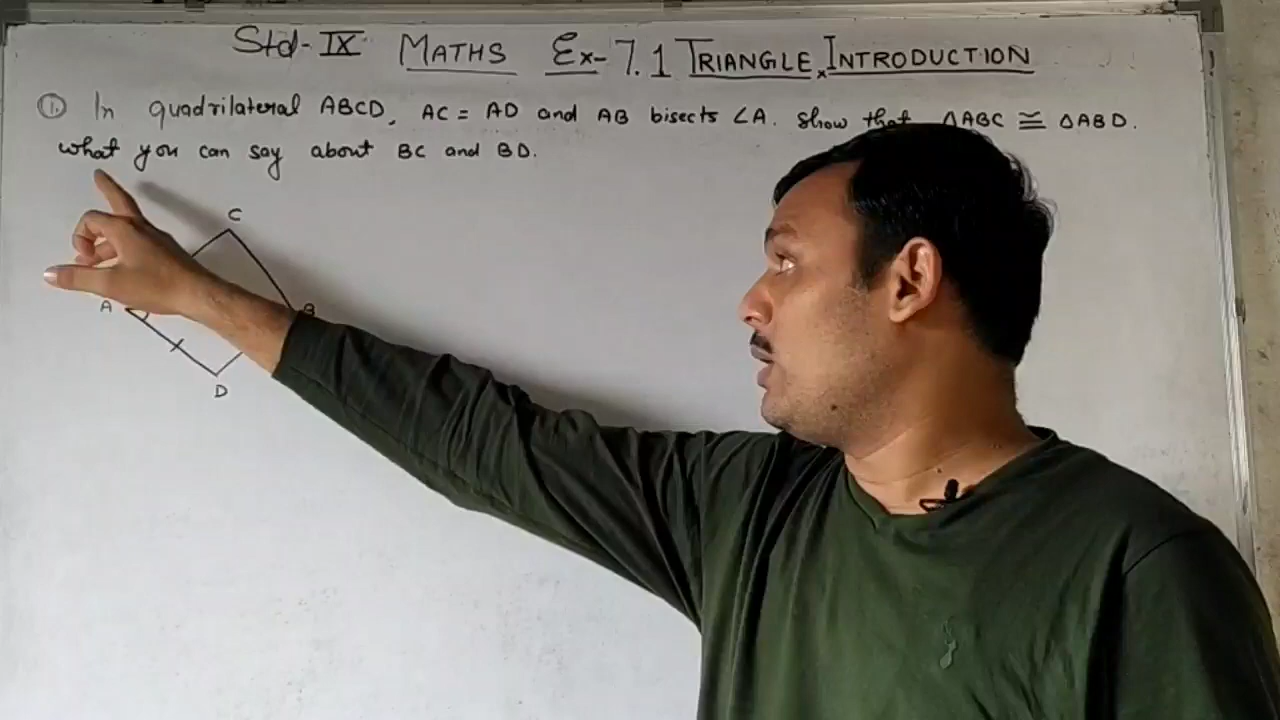 Std-IX MATHS Ex-7.1 TRIANGLE INTRODUCTION
① In quadrilateral ABCD, AC = AD and AB bisects ∠A. Show that ΔABC ≅ ΔABD.
what you can say about BC and BD.
C
A
B
D